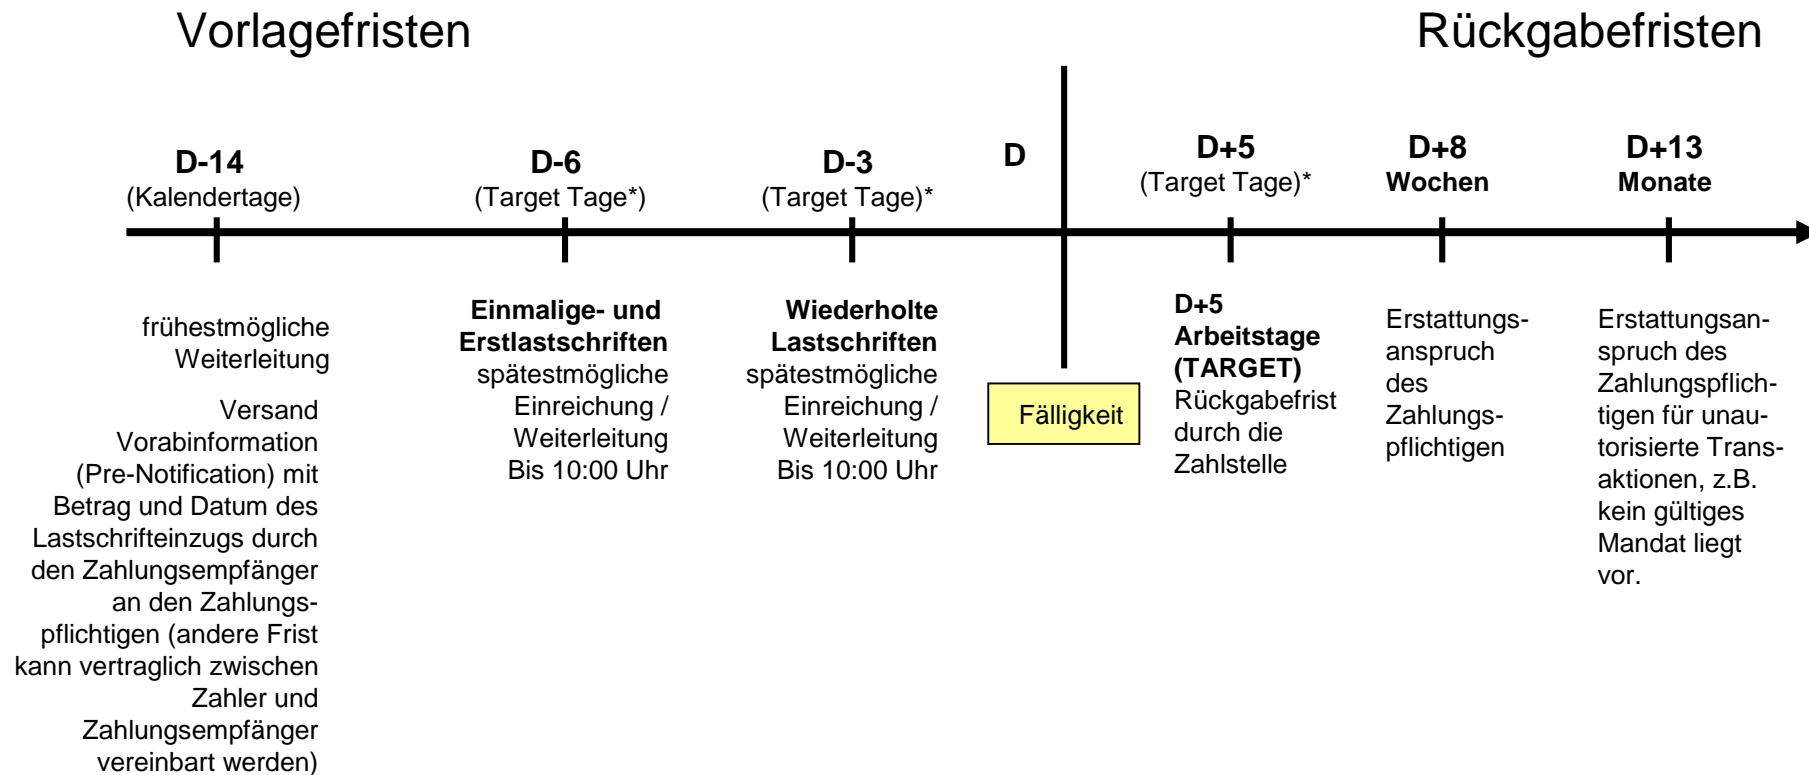 Vorlagefristen
Rückgabefristen
D-14
(Kalendertage)
D-6
(Target Tage*)
D-3
(Target Tage)*
D
D+5
(Target Tage)*
D+8
Wochen
D+13
Monate
frühestmögliche
Weiterleitung
Versand
Vorabinformation
(Pre-Notification) mit
Betrag und Datum des
Lastschrifteinzugs durch
den Zahlungsempfänger
an den Zahlungs-
pflichtigen (andere Frist
kann vertraglich zwischen
Zahler und
Zahlungsempfänger
vereinbart werden)
Einmalige- und
Erstlastschriften
spätestmögliche
Einreichung /
Weiterleitung
Bis 10:00 Uhr
Wiederholte
Lastschriften
spätestmögliche
Einreichung /
Weiterleitung
Bis 10:00 Uhr
Fälligkeit
D+5
Arbeitstage
(TARGET)
Rückgabefrist
durch die
Zahlstelle
Erstattungs-
anspruch
des
Zahlungs-
pflichtigen
Erstattungsan-
spruch des
Zahlungspflich-
tigen für unau-
torisierte Trans-
aktionen, z.B.
kein gültiges
Mandat liegt
vor.